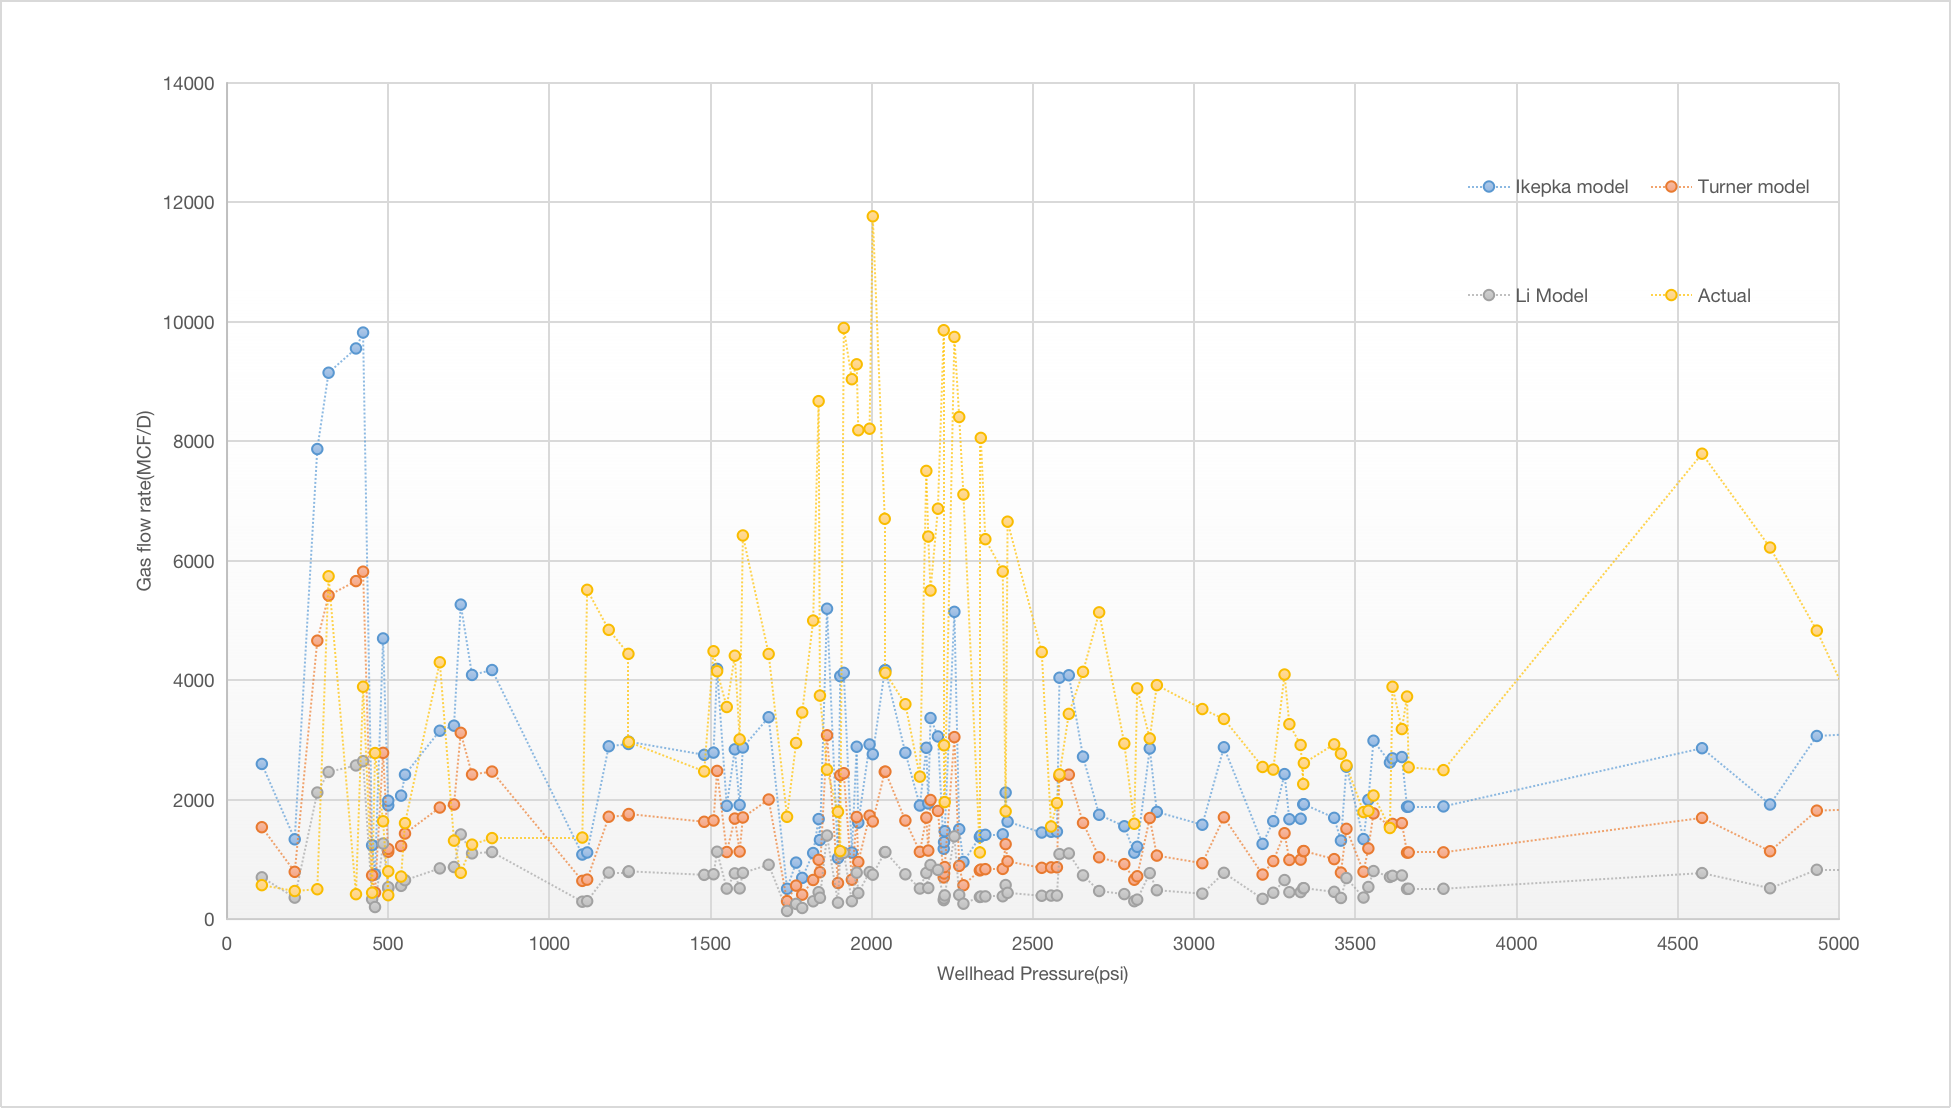 14000
12000
10000
8000
6000
4000
2000
0
Gas flow rate(MCF/D)
Ikepka model
Turner model
Li Model
Actual
0 500 1000 1500 2000 2500 3000 3500 4000 4500 5000
Wellhead Pressure(psi)